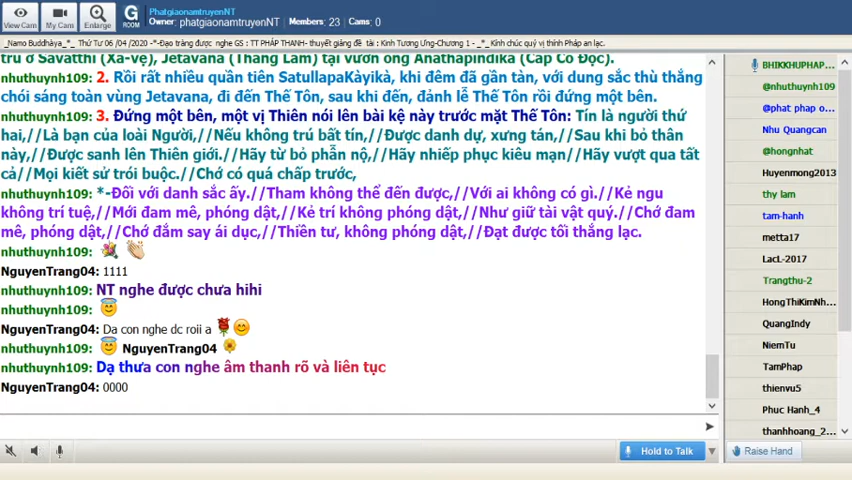 View Cam
My Cam
Enlarge
G
ROOM
PhatgiaonamtruyenNT
Owner: phatgiaonamtruyenNT Members: 23 Cams: 0
_Namo Buddhàya_*_ Thứ Tư 06 /04 /2020 -*-Đạo tràng được nghe GS : TT PHÁP THANH- thuyết giảng đề tài : Kinh Tương Ưng-Chương 1 - _*_ Kính chúc quý vị thính Pháp an lạc.
trú ở Sàvatthi (Xá-vệ), Jetavana (Thắng Lâm) tại vườn ông Anàthapindika (Cấp Cô Độc).
nhuthuynh109: 2. Rồi rất nhiều quần tiên SatullapaKàyikà, khi đêm đã gần tàn, với dung sắc thù thắng
chói sáng toàn vùng Jetavana, đi đến Thế Tôn, sau khi đến, đảnh lễ Thế Tôn rồi đứng một bên.
nhuthuynh109: 3. Đứng một bên, một vị Thiên nói lên bài kệ này trước mặt Thế Tôn: Tín là người thứ
hai,//Là bạn của loài Người,//Nếu không trú bất tín,//Được danh dự, xưng tán,//Sau khi bỏ thân
này,//Được sanh lên Thiên giới.//Hãy từ bỏ phẫn nộ,//Hãy nhiếp phục kiêu mạn//Hãy vượt qua tất
cả//Mọi kiết sử trói buộc.//Chớ có quá chấp trước,
nhuthuynh109: *-Đối với danh sắc ấy.//Tham không thể đến được,//Với ai không có gì.//Kẻ ngu
không trí tuệ,//Mới đam mê, phóng dật,//Kẻ trí không phóng dật,//Như giữ tài vật quý.//Chớ đam
mê, phóng dật,//Chớ đắm say ái dục,//Thiền tư, không phóng dật,//Đạt được tối thắng lạc.
nhuthuynh109:
NguyenTrang04: 1111
nhuthuynh109: NT nghe được chưa hihi
nhuthuynh109:
NguyenTrang04: Da con nghe dc roii a
nhuthuynh109: NguyenTrang04
nhuthuynh109: Dạ thưa con nghe âm thanh rõ và liên tục
NguyenTrang04: 0000
BHIKKHUPHAP...
@nhuthuynh109
@phat phap o...
Nhu Quangcan
@hongnhat
Huyenmong2013
thy lam
tam-hanh
metta17
LacL-2017
Trangthu-2
HongThiKimNh...
QuangIndy
NiemTu
TamPhap
thienvu5
Phuc Hanh_4
thanhhoang_2...
Hold to Talk
Raise Hand